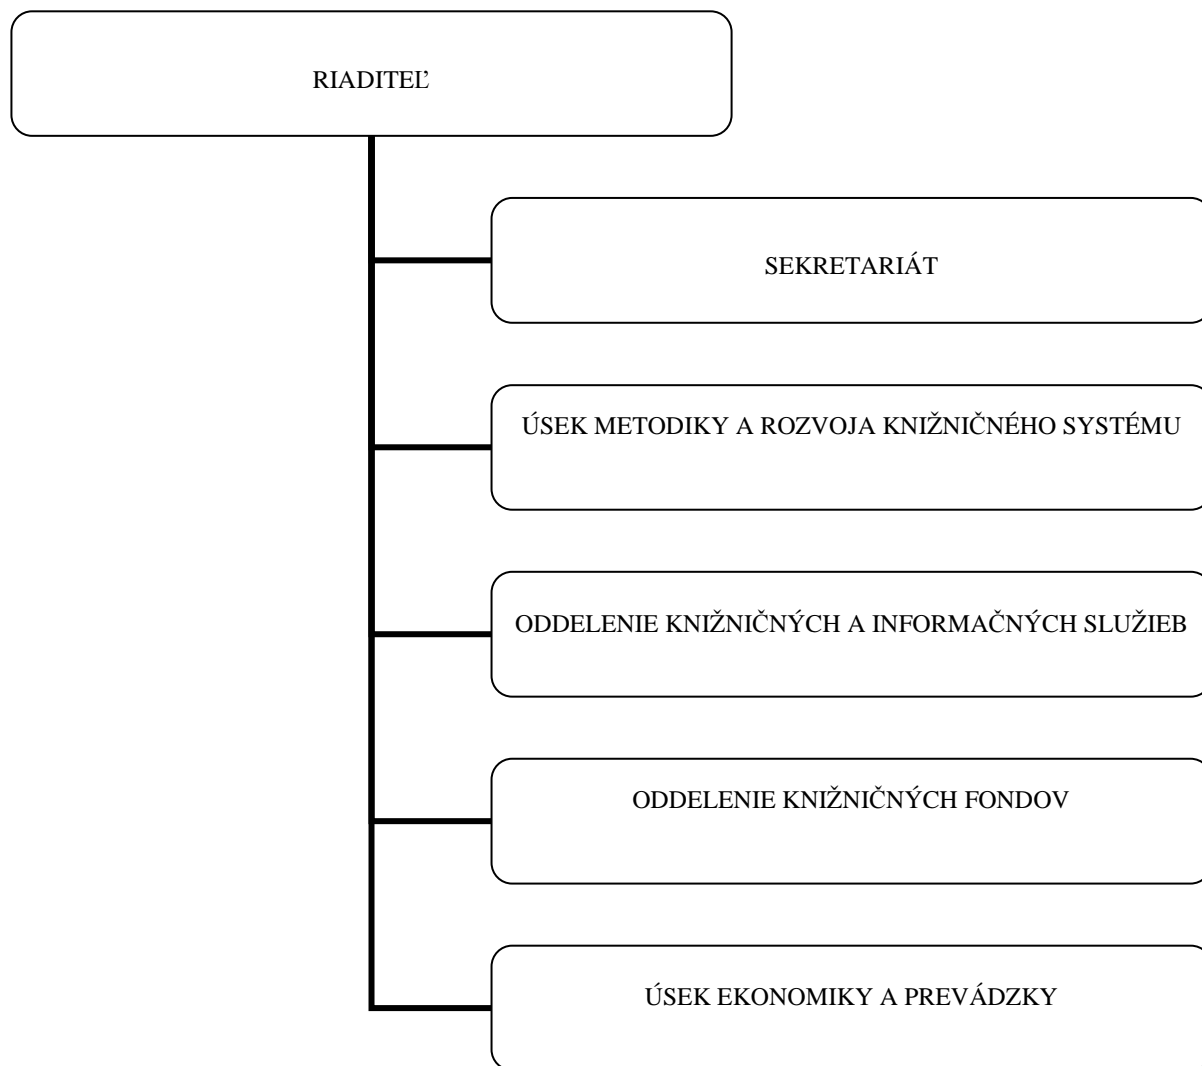 RIADITEĽ
SEKRETARIÁT
ÚSEK METODIKY A ROZVOJA KNIŽNIČNÉHO SYSTÉMU
ODDELENIE KNIŽNIČNÝCH A INFORMAČNÝCH SLUŽIEB
ODDELENIE KNIŽNIČNÝCH FONDOV
ÚSEK EKONOMIKY A PREVÁDZKY